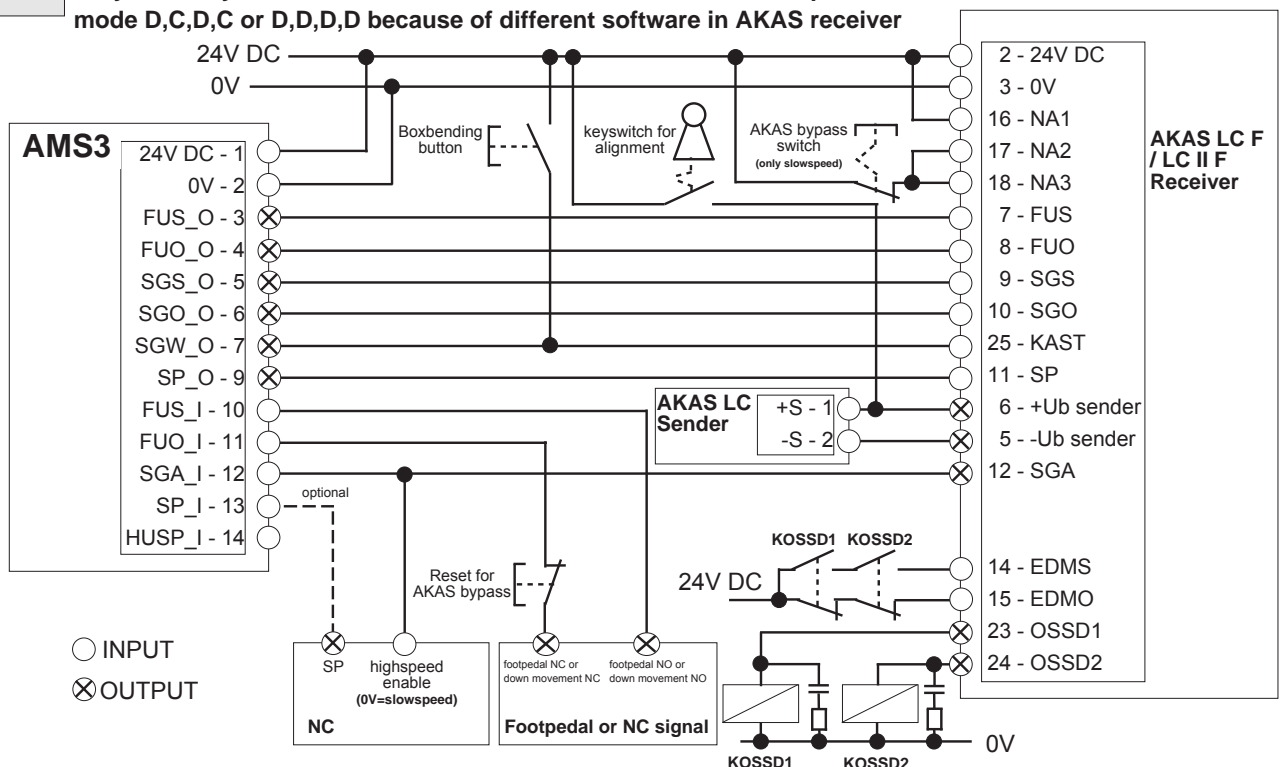 mode D,C,D,C or D,D,D,D because of different software in AKAS receiver
24V DC
0V
AMS3
24V DC - 1
0V - 2
FUS_O - 3
FUO_O - 4
SGS_O - 5
SGO_O - 6
SGW_O - 7
SP_O - 9
FUS_I - 10
FUO_I - 11
SGA_I - 12
SP_I - 13
HUSP_I - 14
Boxbending
button
keyswitch for
alignment
AKAS bypass
switch
(only slowspeed)
2 - 24V DC
3 - 0V
16 - NA1
17 - NA2
18 - NA3
7 - FUS
8 - FUO
9 - SGS
10 - SGO
25 - KAST
11 - SP
6 - +Ub sender
5 - -Ub sender
12 - SGA
14 - EDMS
15 - EDMO
23 - OSSD1
24 - OSSD2
AKAS LC F
/ LC II F
Receiver
AKAS LC
Sender
+S - 1
-S - 2
optional
Reset for
AKAS bypass
KOSSD1
KOSSD2
24V DC
INPUT
OUTPUT
SP
highspeed
enable
(0V=slowspeed)
NC
footpedal NC or
down movement NC
footpedal NO or
down movement NO
Footpedal or NC signal
0V
KOSSD1
KOSSD2